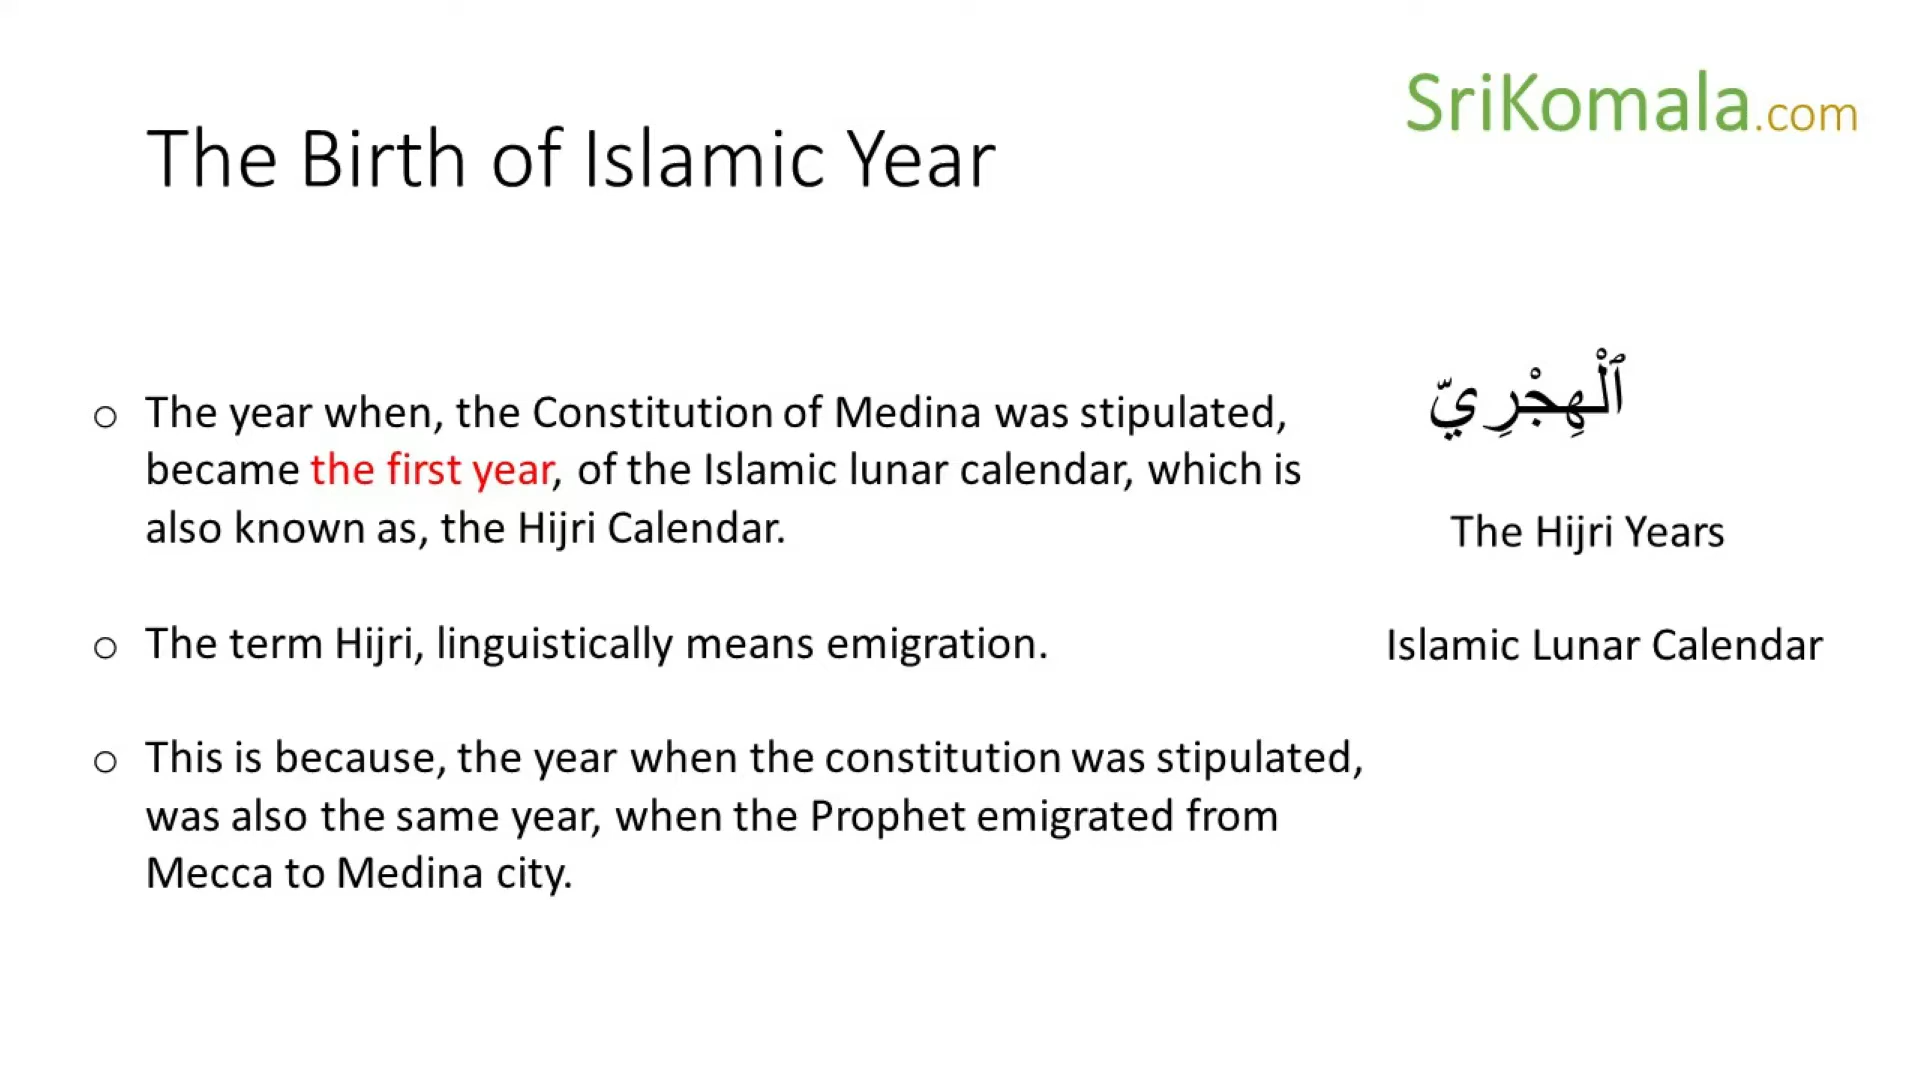 SriKomala.com
The Birth of Islamic Year
○ The year when, the Constitution of Medina was stipulated,
became the first year, of the Islamic lunar calendar, which is
also known as, the Hijri Calendar.
○ The term Hijri, linguistically means emigration.
○ This is because, the year when the constitution was stipulated,
was also the same year, when the Prophet emigrated from
Mecca to Medina city.
ٱلْهِجْرِيّ
The Hijri Years
Islamic Lunar Calendar